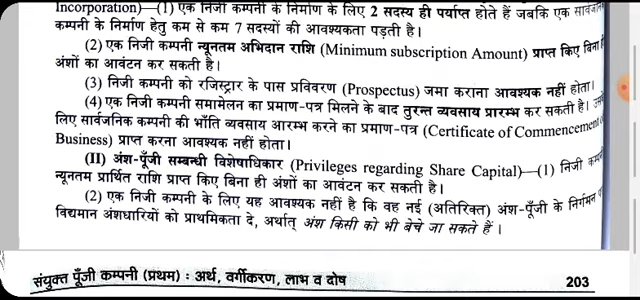 Incorporation)—(1) एक निजी कम्पनी के निर्माण के लिए 2 सदस्य ही पर्याप्त होते हैं जबकि एक सार्वजनि
कम्पनी के निर्माण हेतु कम से कम 7 सदस्यों की आवश्यकता पड़ती है।
(2) एक निजी कम्पनी न्यूनतम अभिदान राशि (Minimum subscription Amount) प्राप्त किए बिना
अंशों का आवंटन कर सकती है।
(3) निजी कम्पनी को रजिस्ट्रार के पास प्रविवरण (Prospectus) जमा कराना आवश्यक नहीं होता।
(4) एक निजी कम्पनी समामेलन का प्रमाण-पत्र मिलने के बाद तुरन्त व्यवसाय प्रारम्भ कर सकती है।
लिए सार्वजनिक कम्पनी की भाँति व्यवसाय आरम्भ करने का प्रमाण-पत्र (Certificate of Commencement
Business) प्राप्त करना आवश्यक नहीं होता।
(II) अंश-पूँजी सम्बन्धी विशेषाधिकार (Privileges regarding Share Capital)—(1) निजी
न्यूनतम प्रार्थित राशि प्राप्त किए बिना ही अंशों का आवंटन कर सकती है।
(2) एक निजी कम्पनी के लिए यह आवश्यक नहीं है कि वह नई (अतिरिक्त) अंश-पूँजी के निर्गमन
विद्यमान अंशधारियों को प्राथमिकता दे, अर्थात् अंश किसी को भी बेचे जा सकते हैं ।
संयुक्त पूँजी कम्पनी (प्रथम) : अर्थ, वर्गीकरण, लाभ व दोष 203